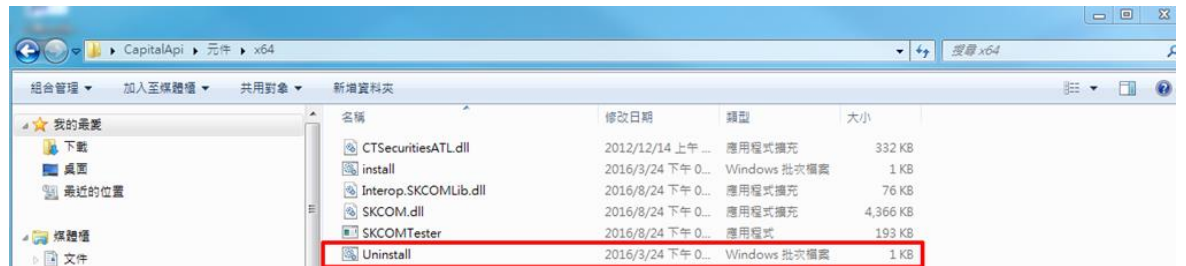 CapitalApi ▸ 元件 ▸ x64
搜尋 x64
組合管理 加入至媒體櫃 共用對象 新增資料夾
我的最愛
下載
桌面
最近的位置
媒體櫃
文件
名稱 修改日期 類型 大小
CTSecuritiesATL.dll 2012/12/14 上午 ... 應用程式擴充 332 KB
install 2016/3/24 下午 0... Windows 批次檔案 1 KB
Interop.SKCOMLib.dll 2016/8/24 下午 0... 應用程式擴充 76 KB
SKCOM.dll 2016/8/24 下午 0... 應用程式擴充 4,366 KB
SKCOMTester 2016/8/24 下午 0... 應用程式 193 KB
Uninstall 2016/3/24 下午 0... Windows 批次檔案 1 KB